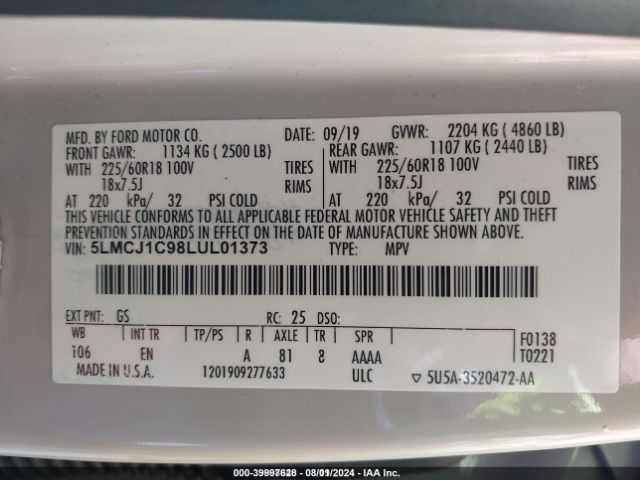 MFD. BY FORD MOTOR CO. DATE: 09/19 GVWR: 2204 KG ( 4860 LB)
FRONT GAWR: 1134 KG ( 2500 LB) REAR GAWR: 1107 KG ( 2440 LB)
WITH 225/60R18 100V TIRES WITH 225/60R18 100V TIRES
18x7.5J RIMS 18x7.5J RIMS
AT 220 kPa/ 32 PSI COLD AT 220 kPa/ 32 PSI COLD
THIS VEHICLE CONFORMS TO ALL APPLICABLE FEDERAL MOTOR VEHICLE SAFETY AND THEFT
PREVENTION STANDARDS IN EFFECT ON THE DATE OF MANUFACTURE SHOWN ABOVE.
VIN: 5LMCJ1C98LUL01373 TYPE: MPV
EXT PNT: GS RC: 25 DSO:
WB INT TR TP/PS R AXLE TR SPR F0138
106 EN A 81 8 AAAA T0221
MADE IN U.S.A. 1201909277633 ULC ▽ 5U5A-3520472-AA
000-39997628 - 08/01/2024 - IAA Inc.